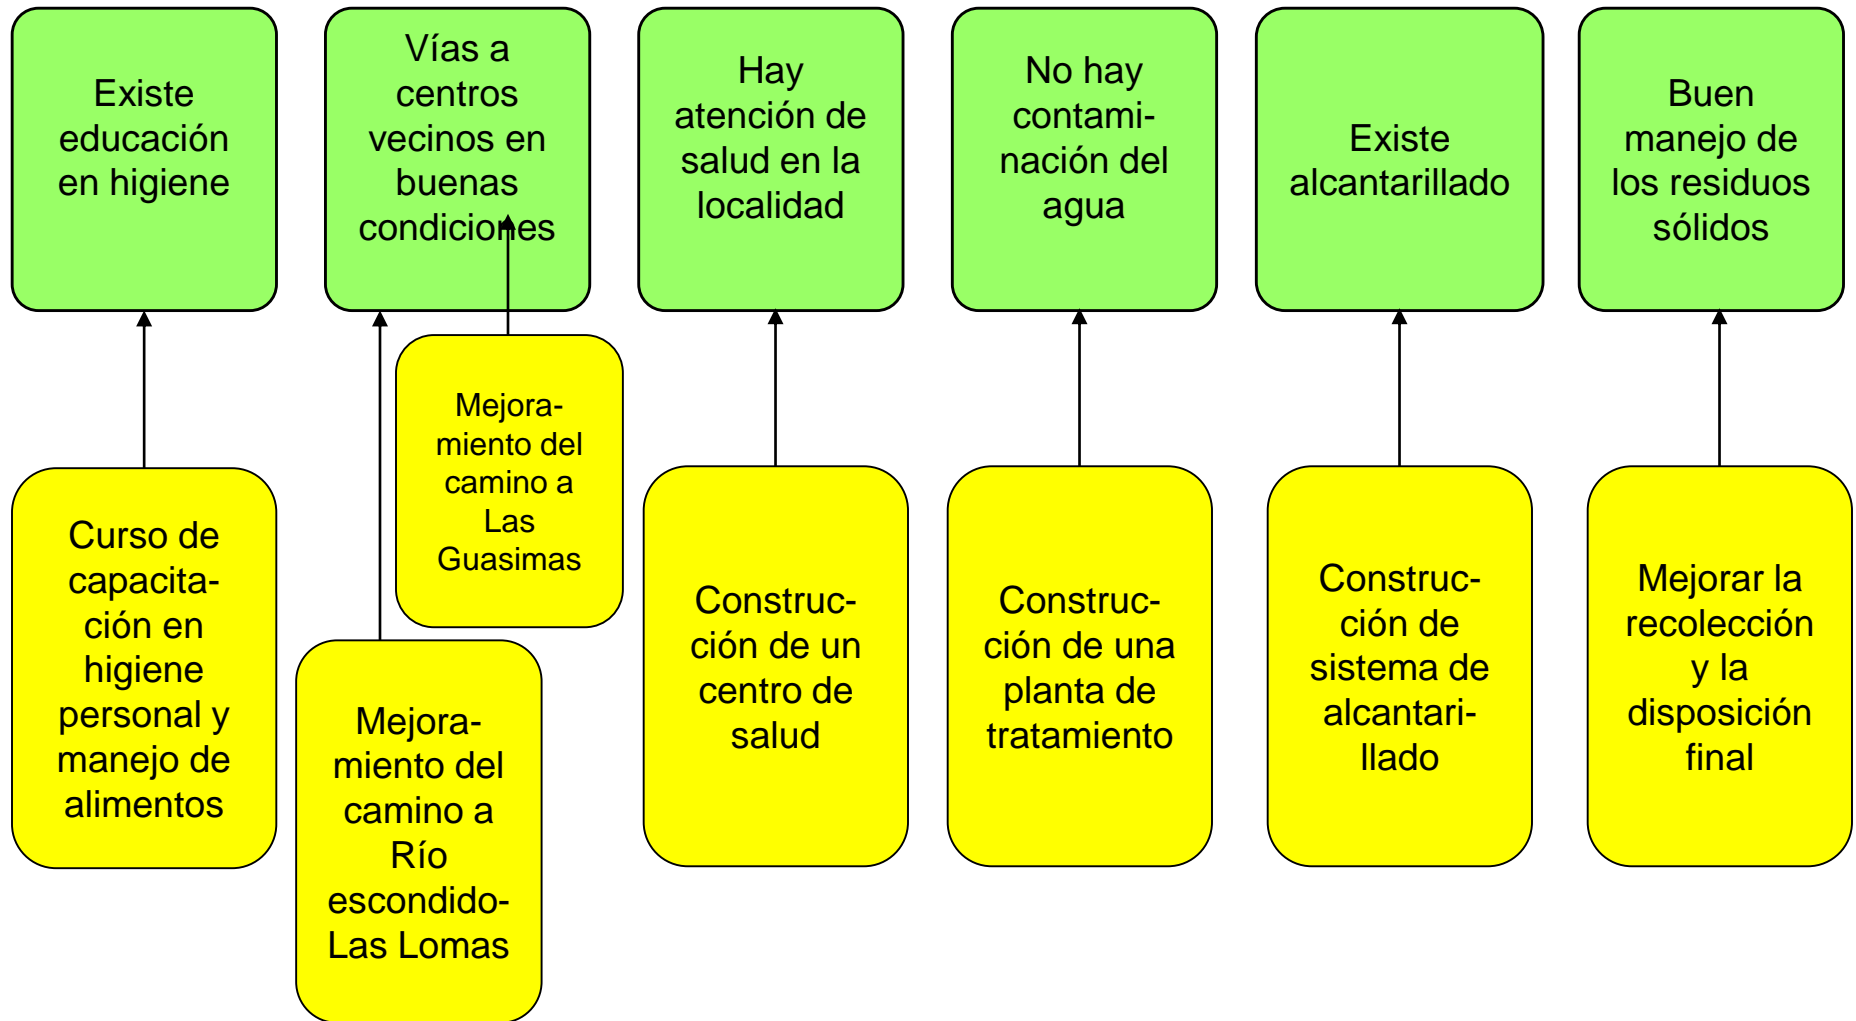 Existe
educación
en higiene
Vías a
centros
vecinos en
buenas
condiciones
Hay
atención de
salud en la
localidad
No hay
contami-
nación del
agua
Existe
alcantarillado
Buen
manejo de
los residuos
sólidos
Curso de
capacita-
ción en
higiene
personal y
manejo de
alimentos
Mejora-
miento del
camino a
Río
escondido-
Las Lomas
Mejora-
miento del
camino a
Las
Guasimas
Construc-
ción de un
centro de
salud
Construc-
ción de una
planta de
tratamiento
Construc-
ción de
sistema de
alcantari-
llado
Mejorar la
recolección
y la
disposición
final